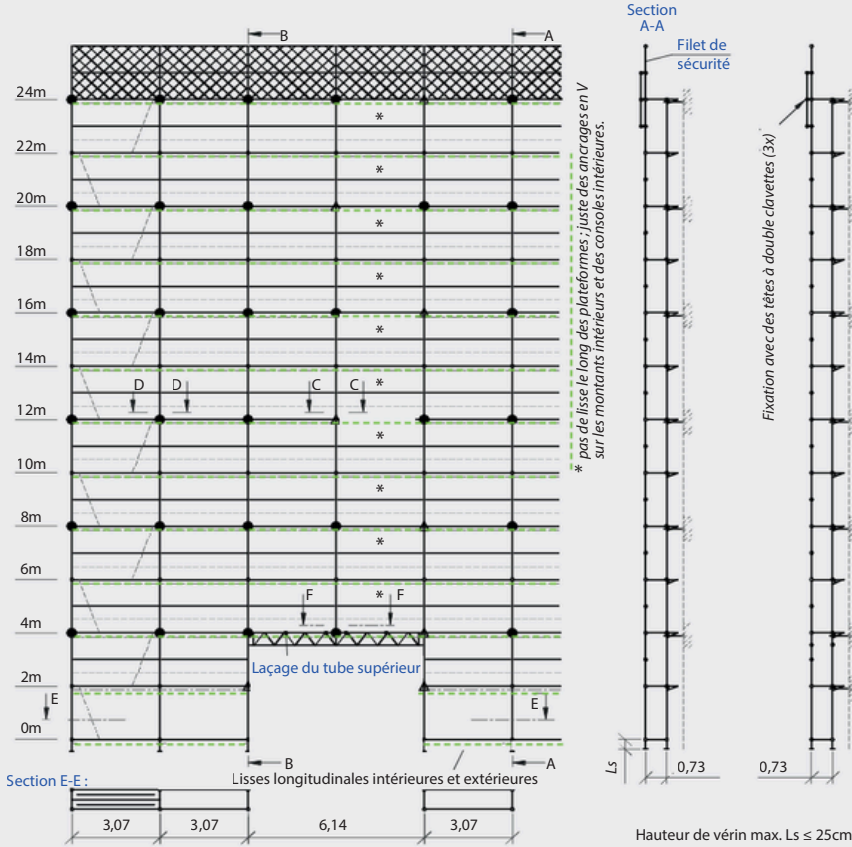 B
A
24m
22m
20m
18m
16m
14m
12m
10m
8m
6m
4m
2m
0m
*
*
*
*
*
*
*
*
*
*
D
D
C
C
F
F
Laçage du tube supérieur
E
E
B
A
Lisses longitudinales intérieures et extérieures
Section E-E :
3,07
3,07
6,14
3,07
* pas de lisse le long des plateformes ; juste des ancrages en V
sur les montants intérieurs et des consoles intérieures.
Section
A-A
Filet de
sécurité
Fixation avec des têtes à double clavettes (3x)
Ls
0,73
0,73
Hauteur de vérin max. Ls ≤ 25cm